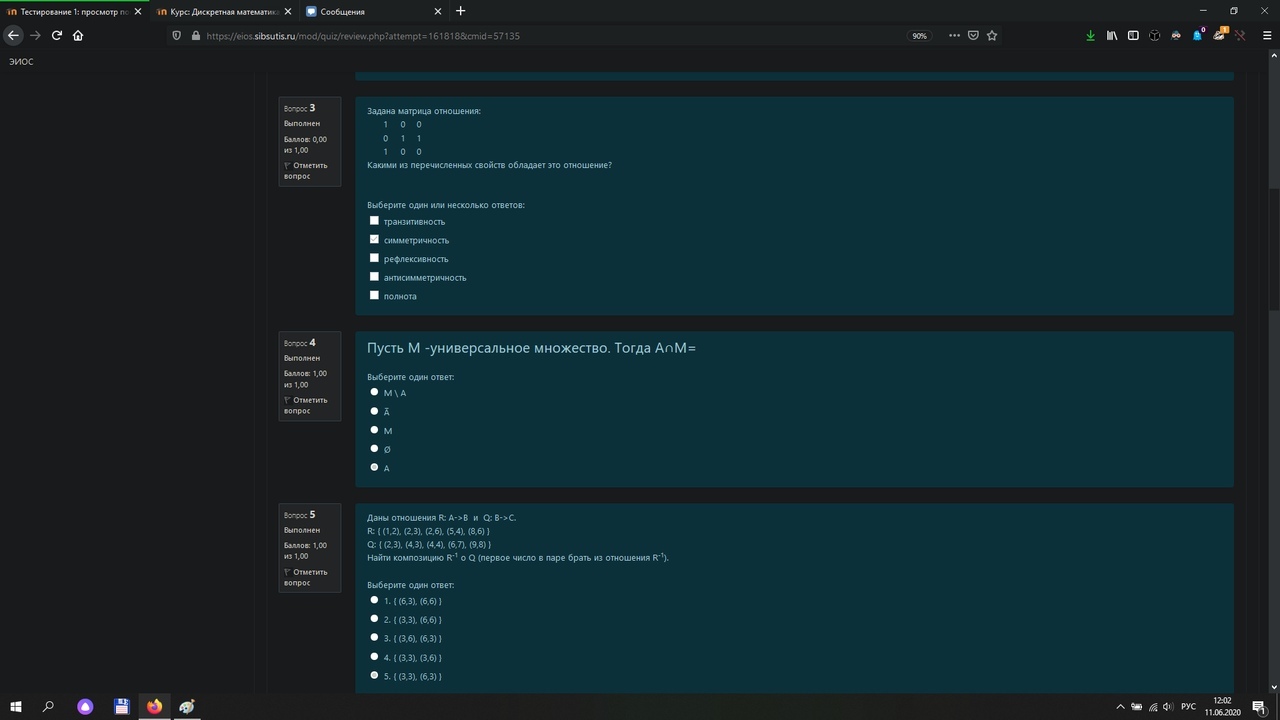 Тестирование 1: просмотр по
Курс: Дискретная математика
Сообщения
https://eios.sibsutis.ru/mod/quiz/review.php?attempt=161818&cmid=57135
90%
ЭИОС
Вопрос 3
Выполнен
Баллов: 0,00
из 1,00
Отметить
вопрос
Задана матрица отношения:
1 0 0
0 1 1
1 0 0
Какими из перечисленных свойств обладает это отношение?
Выберите один или несколько ответов:
транзитивность
симметричность
рефлексивность
антисимметричность
полнота
Вопрос 4
Выполнен
Баллов: 1,00
из 1,00
Отметить
вопрос
Пусть М -универсальное множество. Тогда А∩М=
Выберите один ответ:
М \ А
Ā
М
Ø
А
Вопрос 5
Выполнен
Баллов: 1,00
из 1,00
Отметить
вопрос
Даны отношения R: A->B и Q: B->C.
R: { (1,2), (2,3), (2,6), (5,4), (8,6) }
Q: { (2,3), (4,3), (4,4), (6,7), (9,8) }
Найти композицию R⁻¹ о Q (первое число в паре брать из отношения R⁻¹).
Выберите один ответ:
1. { (6,3), (6,6) }
2. { (3,3), (6,6) }
3. { (3,6), (6,3) }
4. { (3,3), (3,6) }
5. { (3,3), (6,3) }
РУС
12:02
11.06.2020